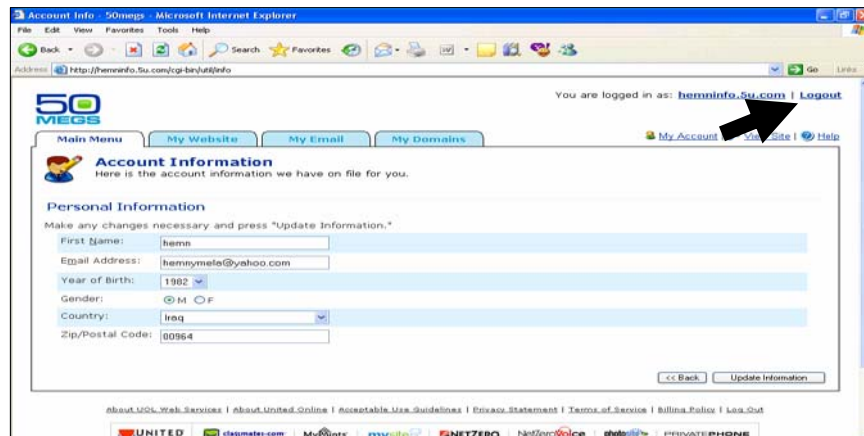 Account Info - 50megs - Microsoft Internet Explorer
File Edit View Favorites Tools Help
Back Search Favorites
Address http://hemninfo.5u.com/cgi-bin/util/info Go Links
50 MEGS
You are logged in as: hemninfo.5u.com | Logout
Main Menu My Website My Email My Domains My Account View Site | Help
Account Information
Here is the account information we have on file for you.
Personal Information
Make any changes necessary and press "Update Information."
First Name: hemn
Email Address: hemnymela@yahoo.com
Year of Birth: 1982
Gender: M F
Country: Iraq
Zip/Postal Code: 00964
<< Back Update Information
About UOL Web Services | About United Online | Acceptable Use Guidelines | Privacy Statement | Terms of Service | Billing Policy | Log Out
UNITED classmates.com MyPoints mysite NETZERO NetZero Voice photosite PRIVATEPHONE